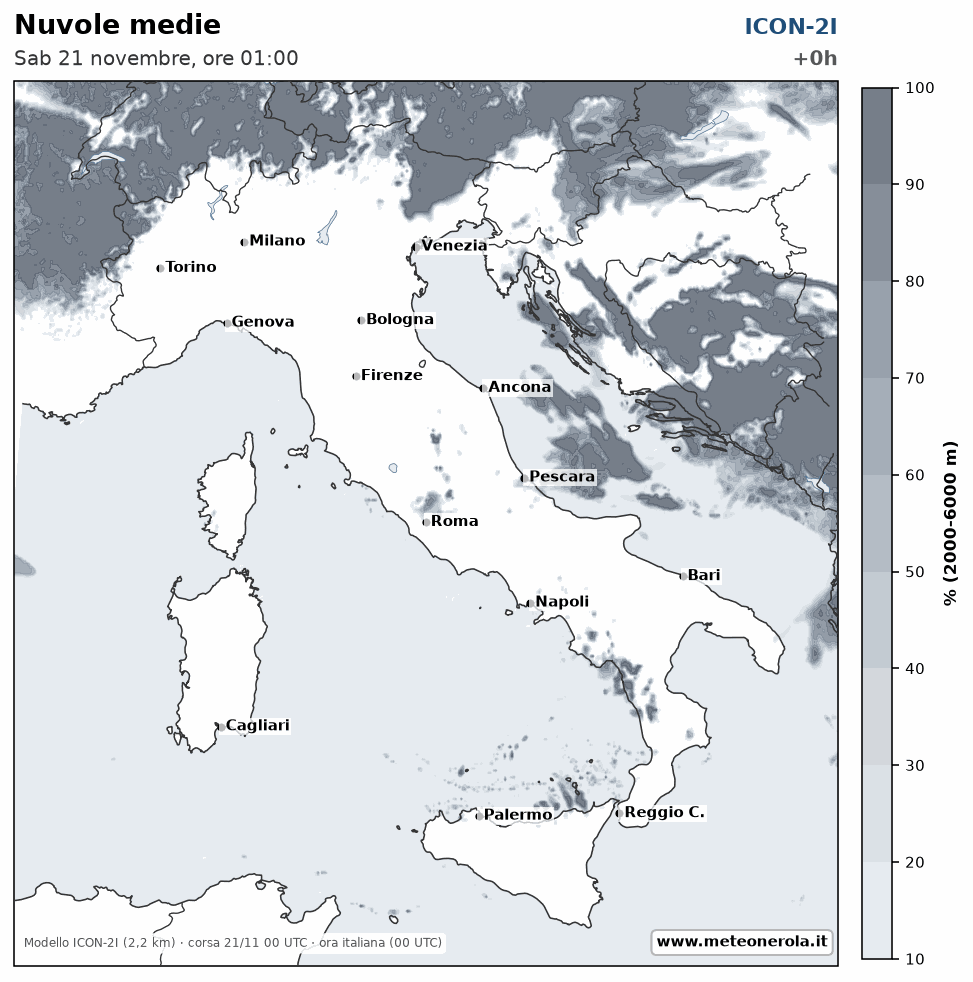 Nuvole medie
ICON-2I
Sab 21 novembre, ore 01:00
+0h
Milano
Venezia
Torino
Genova
Bologna
Firenze
Ancona
Pescara
Roma
Bari
Napoli
Cagliari
Palermo
Reggio C.
Modello ICON-2I (2,2 km) · corsa 21/11 00 UTC · ora italiana (00 UTC)
www.meteonerola.it
100
90
80
70
60
50
40
30
20
10
% (2000-6000 m)